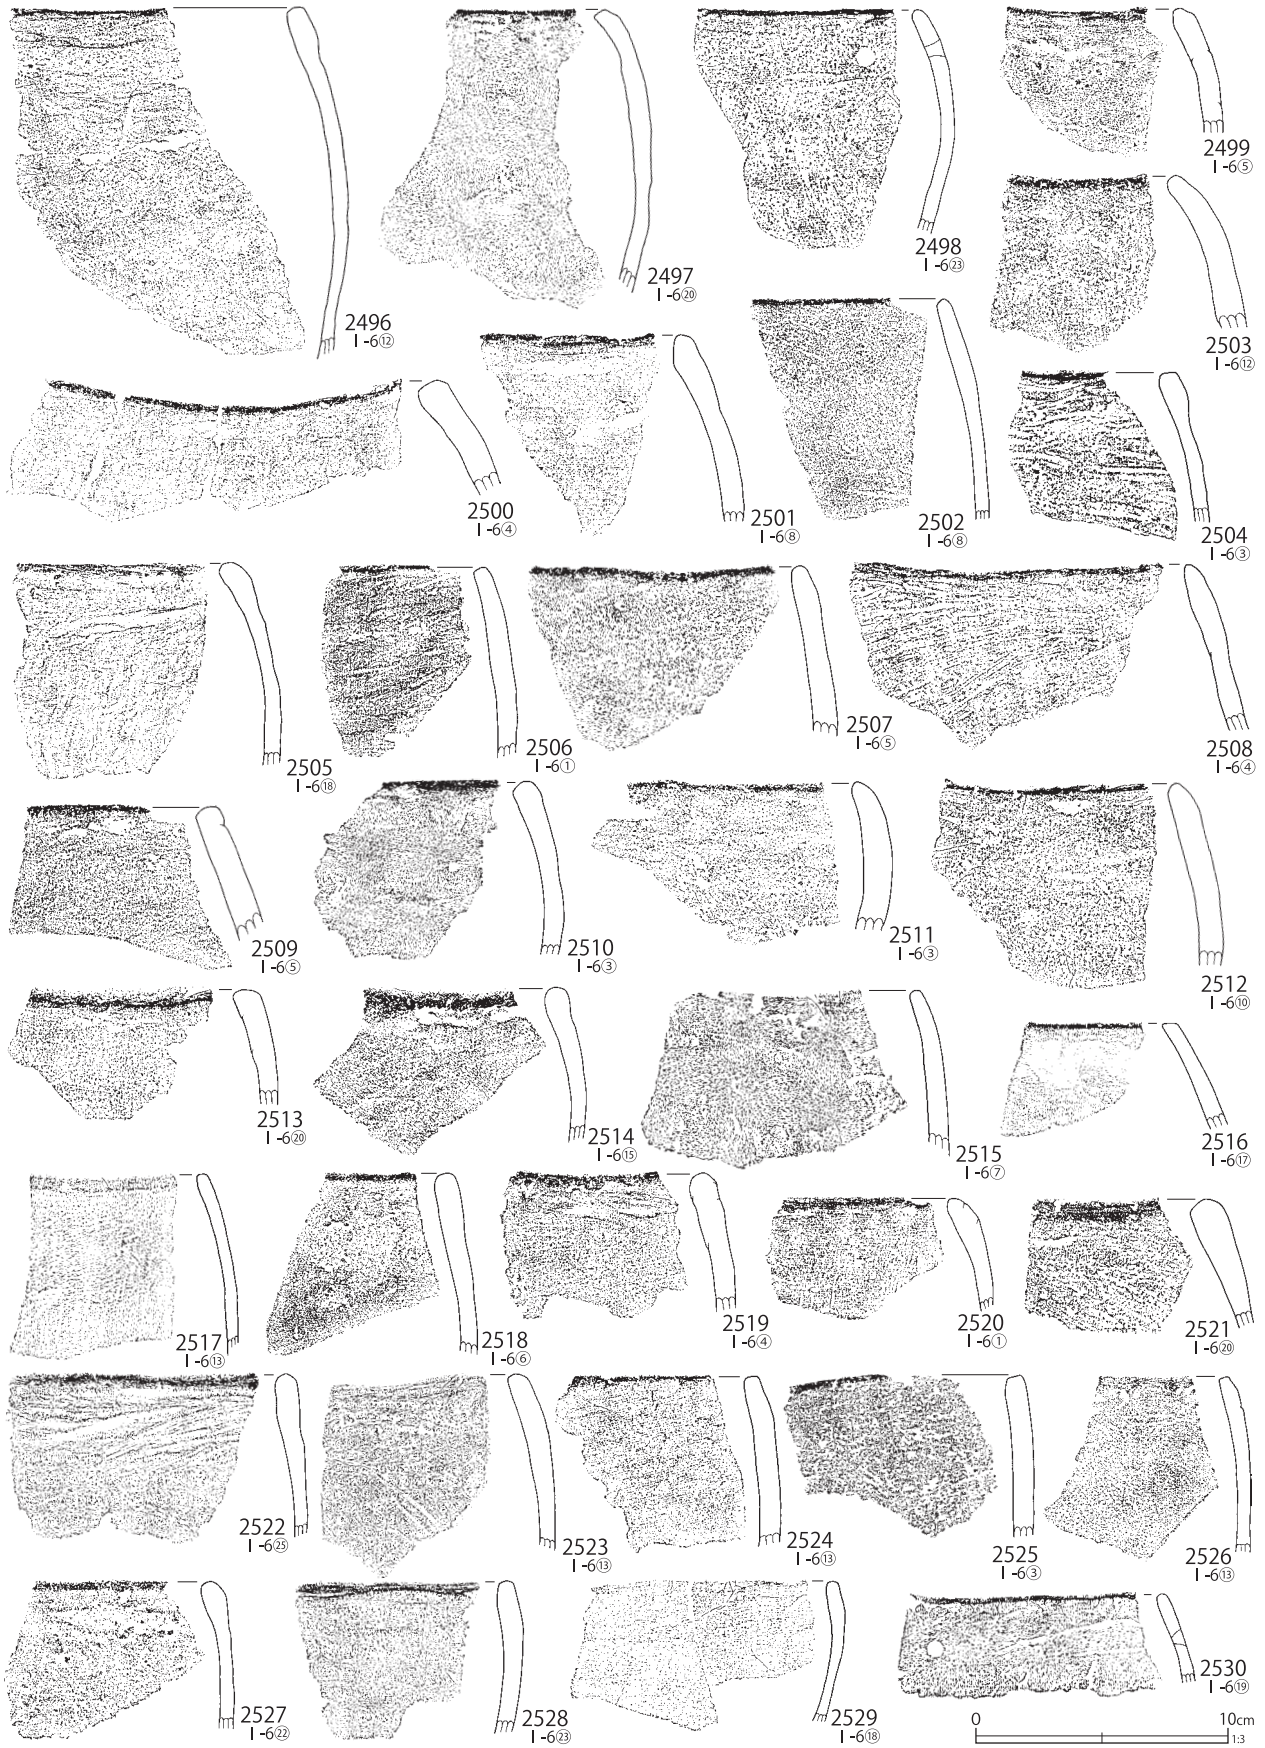 2496
I-6⑫
2497
I-6⑳
2498
I-6㉓
2499
I-6⑤
2500
I-6④
2501
I-6⑧
2502
I-6⑧
2503
I-6⑫
2504
I-6③
2505
I-6⑱
2506
I-6①
2507
I-6⑤
2508
I-6④
2509
I-6⑤
2510
I-6③
2511
I-6③
2512
I-6⑩
2513
I-6⑳
2514
I-6⑮
2515
I-6⑦
2516
I-6⑰
2517
I-6⑬
2518
I-6⑥
2519
I-6④
2520
I-6①
2521
I-6⑳
2522
I-6㉕
2523
I-6⑬
2524
I-6⑬
2525
I-6③
2526
I-6⑬
2527
I-6㉒
2528
I-6㉓
2529
I-6⑱
2530
I-6⑲
0 10cm
1:3